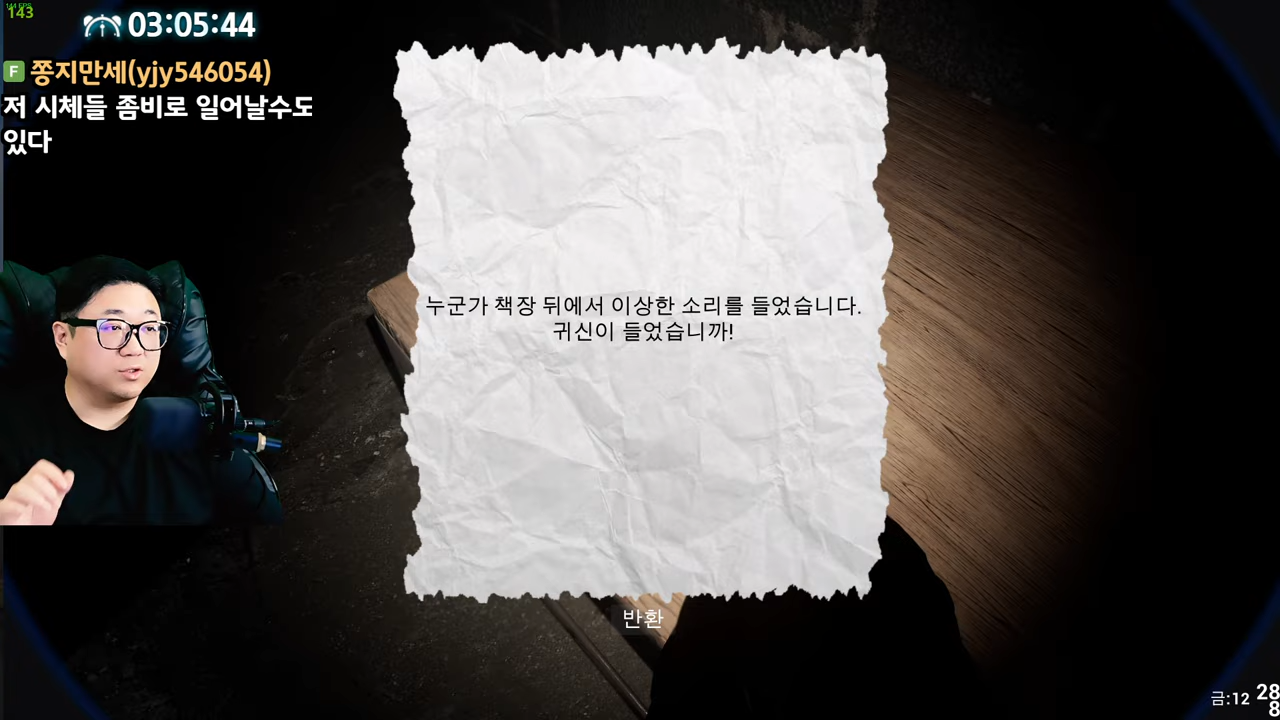 144 FPS
143
03:05:44
F 쫑지만세(yjy546054)
저 시체들 좀비로 일어날수도
있다
누군가 책장 뒤에서 이상한 소리를 들었습니다.
귀신이 들었습니까!
반환
금:12 28
8